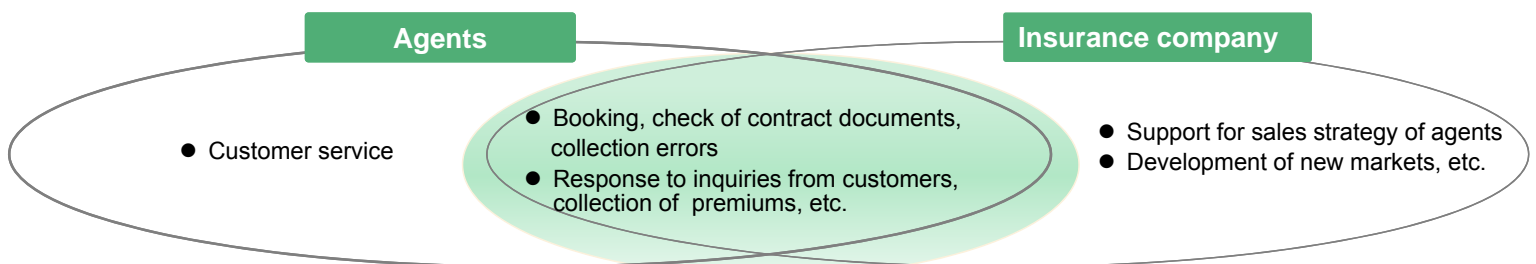 Agents
Insurance company
● Customer service
● Booking, check of contract documents,
collection errors
● Response to inquiries from customers,
collection of premiums, etc.
● Support for sales strategy of agents
● Development of new markets, etc.